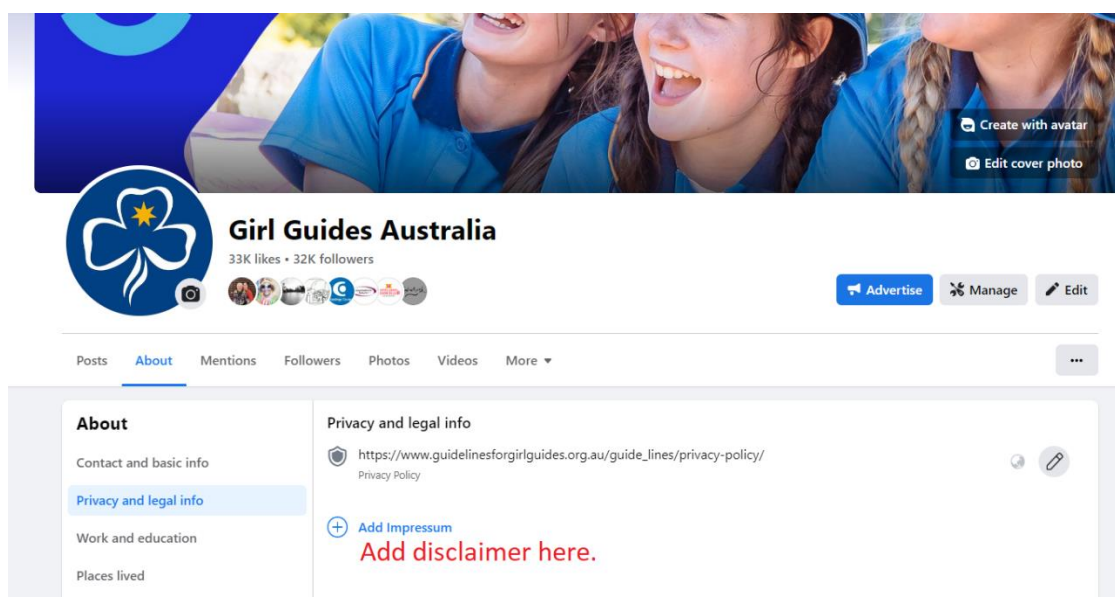 Create with avatar
Edit cover photo
Girl Guides Australia
33K likes • 32K followers
Advertise
Manage
Edit
Posts
About
Mentions
Followers
Photos
Videos
More
About
Contact and basic info
Privacy and legal info
Work and education
Places lived
Privacy and legal info
https://www.guidelinesforgirlguides.org.au/guide_lines/privacy-policy/
Privacy Policy
Add Impressum
Add disclaimer here.